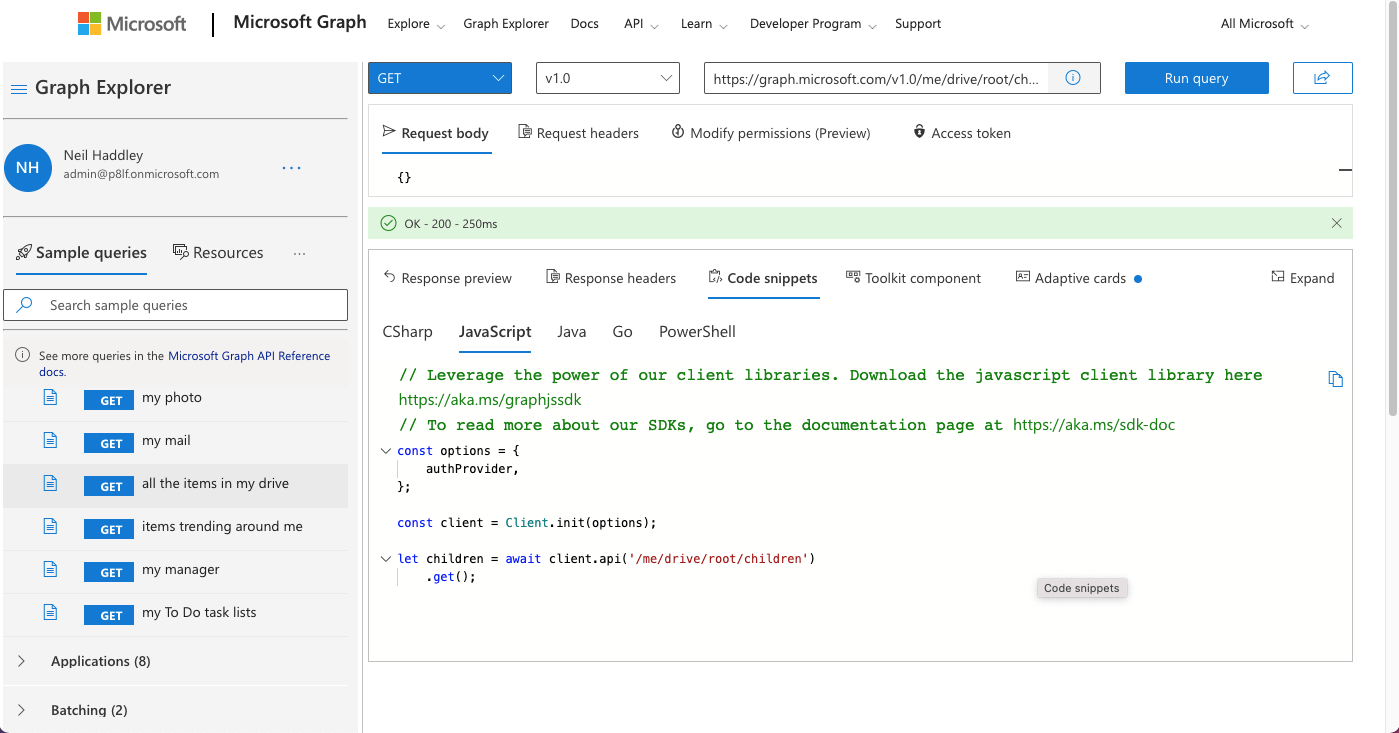 Microsoft
Microsoft Graph
Explore
Graph Explorer
Docs
API
Learn
Developer Program
Support
All Microsoft
Graph Explorer
NH
Neil Haddley
admin@p8lf.onmicrosoft.com
...
Sample queries
Resources
...
Search sample queries
See more queries in the Microsoft Graph API Reference
docs.
GET my photo
GET my mail
GET all the items in my drive
GET items trending around me
GET my manager
GET my To Do task lists
Applications (8)
Batching (2)
GET
v1.0
https://graph.microsoft.com/v1.0/me/drive/root/ch...
Run query
Request body
Request headers
Modify permissions (Preview)
Access token
{}
OK - 200 - 250ms
Response preview
Response headers
Code snippets
Toolkit component
Adaptive cards
Expand
CSharp
JavaScript
Java
Go
PowerShell
// Leverage the power of our client libraries. Download the javascript client library here
https://aka.ms/graphjssdk
// To read more about our SDKs, go to the documentation page at https://aka.ms/sdk-doc
const options = {
authProvider,
};
const client = Client.init(options);
let children = await client.api('/me/drive/root/children')
.get();
Code snippets